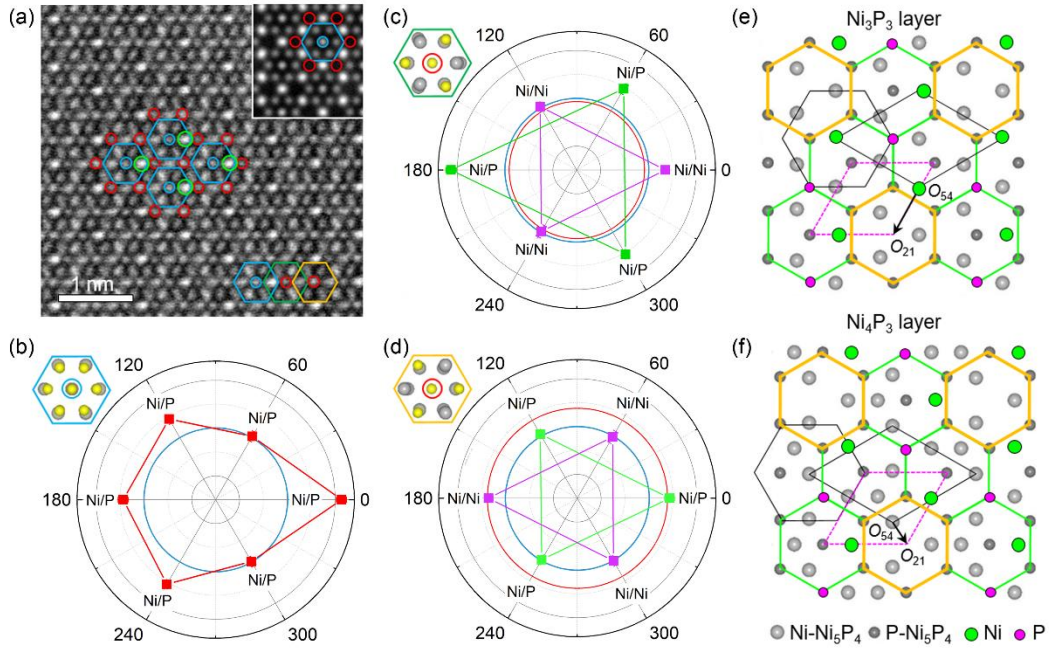 (a)
1 nm
(b)
120
60
Ni/P
Ni/P
180
Ni/P
Ni/P
0
Ni/P
Ni/P
240
300
(c)
120
60
Ni/Ni
Ni/P
180
Ni/P
Ni/Ni
0
Ni/Ni
Ni/P
240
300
(d)
120
60
Ni/P
Ni/Ni
180
Ni/Ni
Ni/P
0
Ni/P
Ni/Ni
240
300
(e)
Ni₃P₃ layer
O₅₄
O₂₁
(f)
Ni₄P₃ layer
O₅₄
O₂₁
Ni–Ni₅P₄ P–Ni₅P₄ Ni P